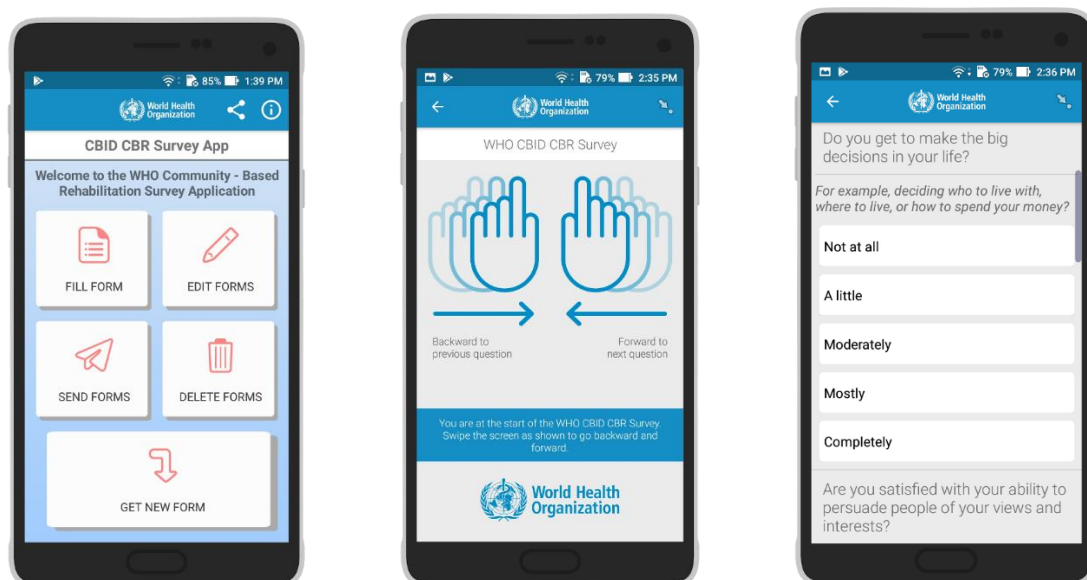 85% 1:39 PM
World Health
Organization
CBID CBR Survey App
Welcome to the WHO Community - Based
Rehabilitation Survey Application
FILL FORM
EDIT FORMS
SEND FORMS
DELETE FORMS
GET NEW FORM
79% 2:35 PM
World Health
Organization
WHO CBID CBR Survey
Backward to
previous question
Forward to
next question
You are at the start of the WHO CBID CBR Survey.
Swipe the screen as shown to go backward and
forward.
World Health
Organization
79% 2:36 PM
World Health
Organization
Do you get to make the big
decisions in your life?
For example, deciding who to live with,
where to live, or how to spend your money?
Not at all
A little
Moderately
Mostly
Completely
Are you satisfied with your ability to
persuade people of your views and
interests?